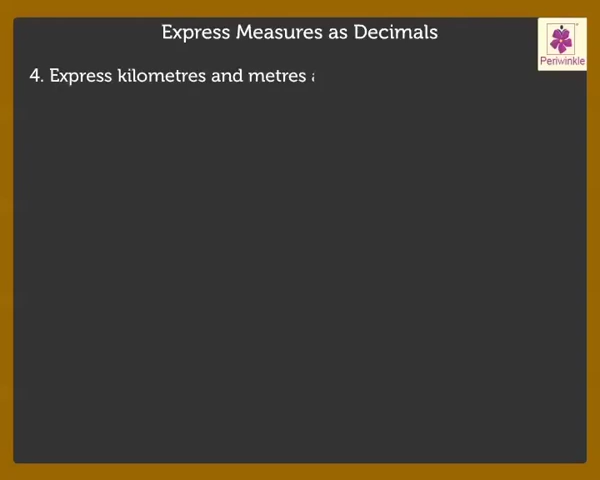 Express Measures as Decimals
Periwinkle
4. Express kilometres and metres